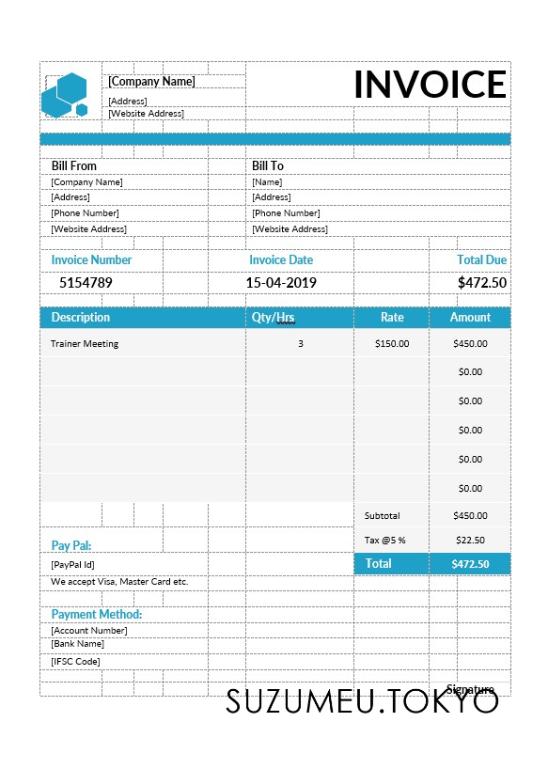 [Company Name]
INVOICE
[Address]
[Website Address]
Bill From Bill To
[Company Name] [Name]
[Address] [Address]
[Phone Number] [Phone Number]
[Website Address] [Website Address]
Invoice Number Invoice Date Total Due
5154789 15-04-2019 $472.50
Description Qty/Hrs Rate Amount
Trainer Meeting 3 $150.00 $450.00
$0.00
$0.00
$0.00
$0.00
$0.00
Subtotal $450.00
Tax @5 % $22.50
Pay Pal:
[PayPal Id] Total $472.50
We accept Visa, Master Card etc.
Payment Method:
[Account Number]
[Bank Name]
[IFSC Code]
Signature
SUZUMEU.TOKYO